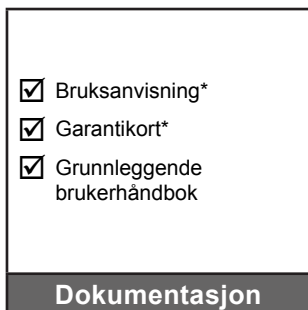 Bruksanvisning*
Garantikort*
Grunnleggende
brukerhåndbok
Dokumentasjon